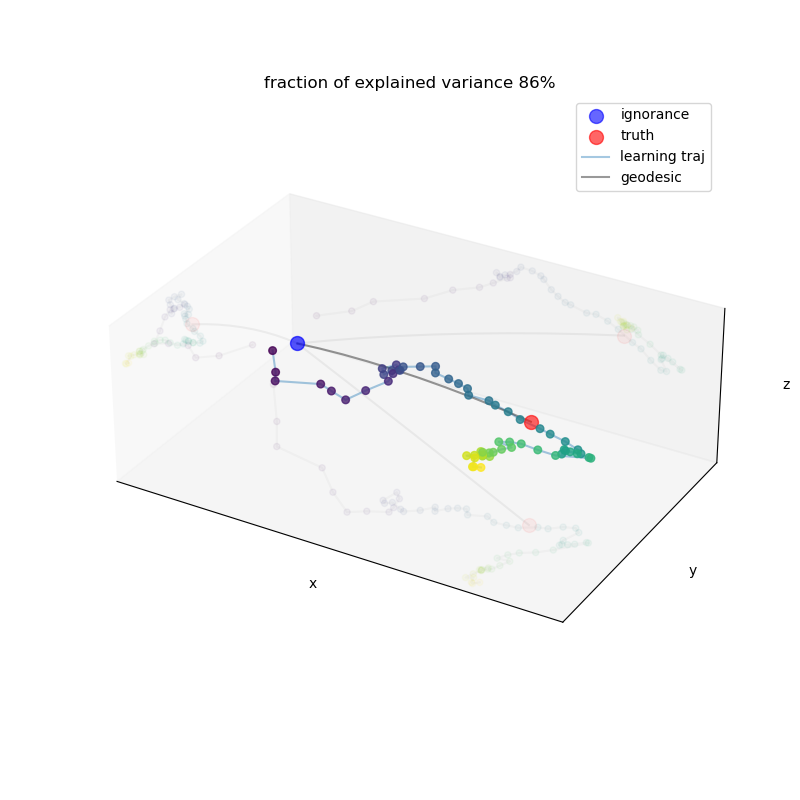 fraction of explained variance 86%
ignorance
truth
learning traj
geodesic
z
y
x